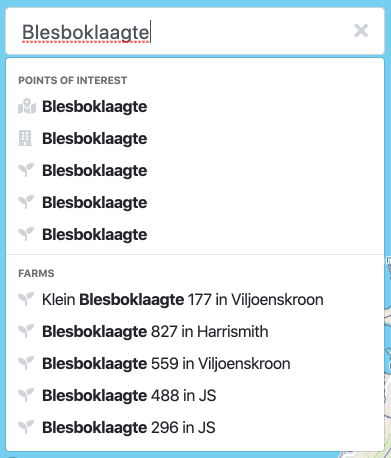 Blesboklaagte
POINTS OF INTEREST
Blesboklaagte
Blesboklaagte
Blesboklaagte
Blesboklaagte
Blesboklaagte
FARMS
Klein Blesboklaagte 177 in Viljoenskroon
Blesboklaagte 827 in Harrismith
Blesboklaagte 559 in Viljoenskroon
Blesboklaagte 488 in JS
Blesboklaagte 296 in JS